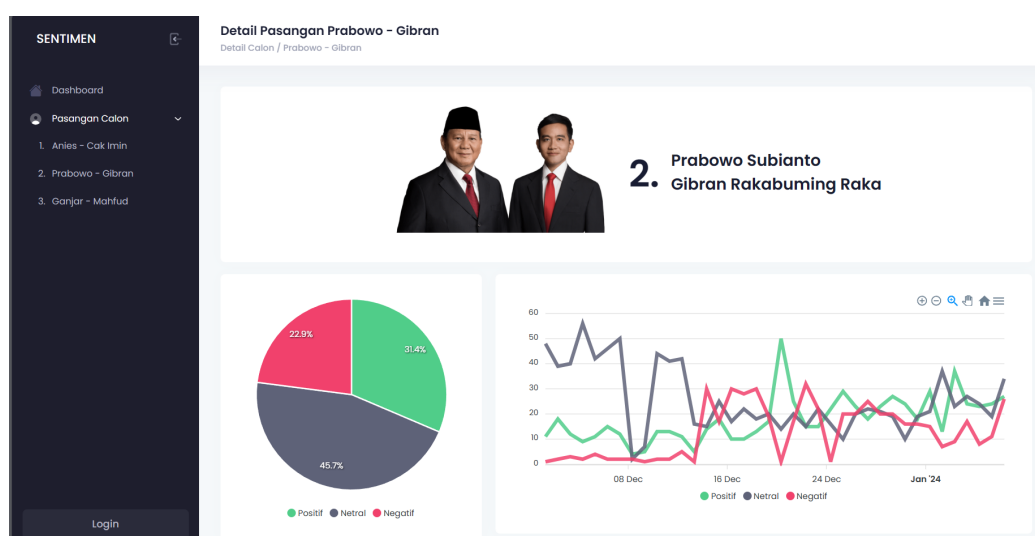 SENTIMEN
Dashboard
Pasangan Calon
1. Anies - Cak Imin
2. Prabowo - Gibran
3. Ganjar - Mahfud
Login
Detail Pasangan Prabowo - Gibran
Detail Calon / Prabowo - Gibran
2.
Prabowo Subianto
Gibran Rakabuming Raka
22.9%
31.4%
45.7%
Positif Netral Negatif
60
50
40
30
20
10
0
08 Dec 16 Dec 24 Dec Jan '24
Positif Netral Negatif